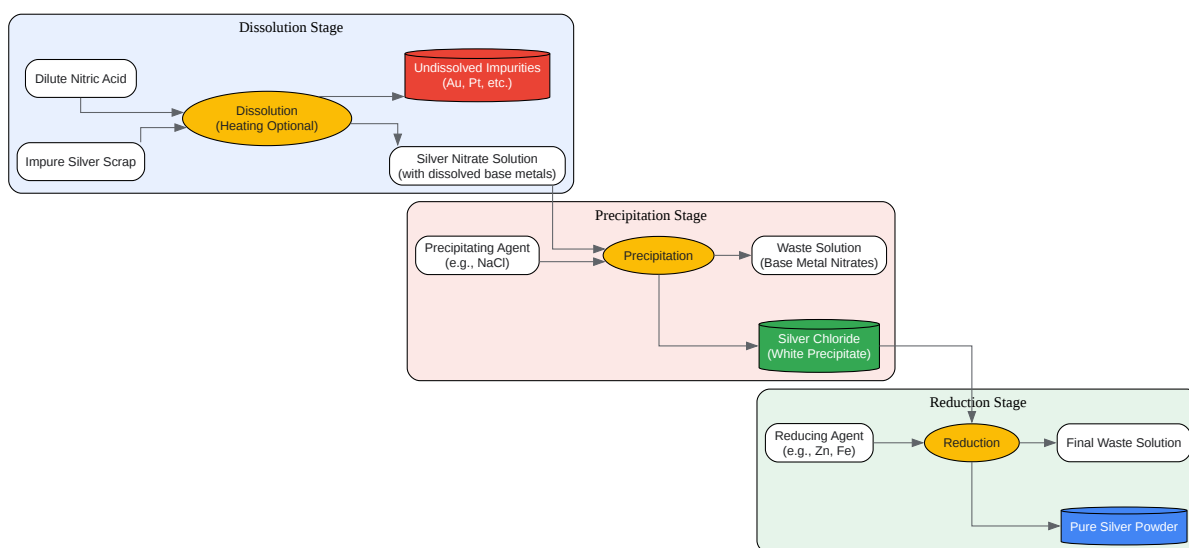 Dissolution Stage
Dilute Nitric Acid
Impure Silver Scrap
Dissolution
(Heating Optional)
Undissolved Impurities
(Au, Pt, etc.)
Silver Nitrate Solution
(with dissolved base metals)
Precipitation Stage
Precipitating Agent
(e.g., NaCl)
Precipitation
Waste Solution
(Base Metal Nitrates)
Silver Chloride
(White Precipitate)
Reduction Stage
Reducing Agent
(e.g., Zn, Fe)
Reduction
Final Waste Solution
Pure Silver Powder